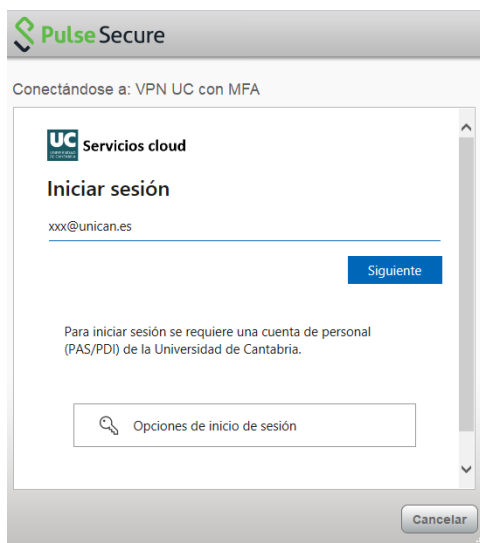 Pulse Secure
Conectándose a: VPN UC con MFA
UC
Servicios cloud
Iniciar sesión
xxx@unican.es
Siguiente
Para iniciar sesión se requiere una cuenta de personal
(PAS/PDI) de la Universidad de Cantabria.
Opciones de inicio de sesión
Cancelar